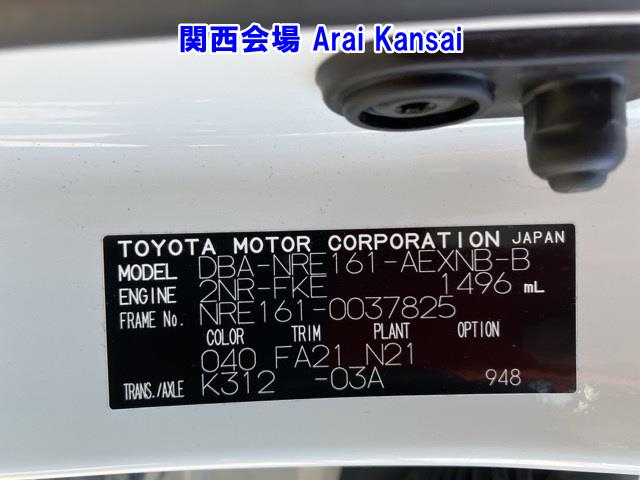 関西会場 Arai Kansai
TOYOTA MOTOR CORPORATION JAPAN
MODEL DBA-NRE161-AEXNB-B
ENGINE 2NR-FKE 1496 mL
FRAME No. NRE161-0037825
COLOR TRIM PLANT OPTION
040 FA21 N21
TRANS./AXLE K312 -03A 948